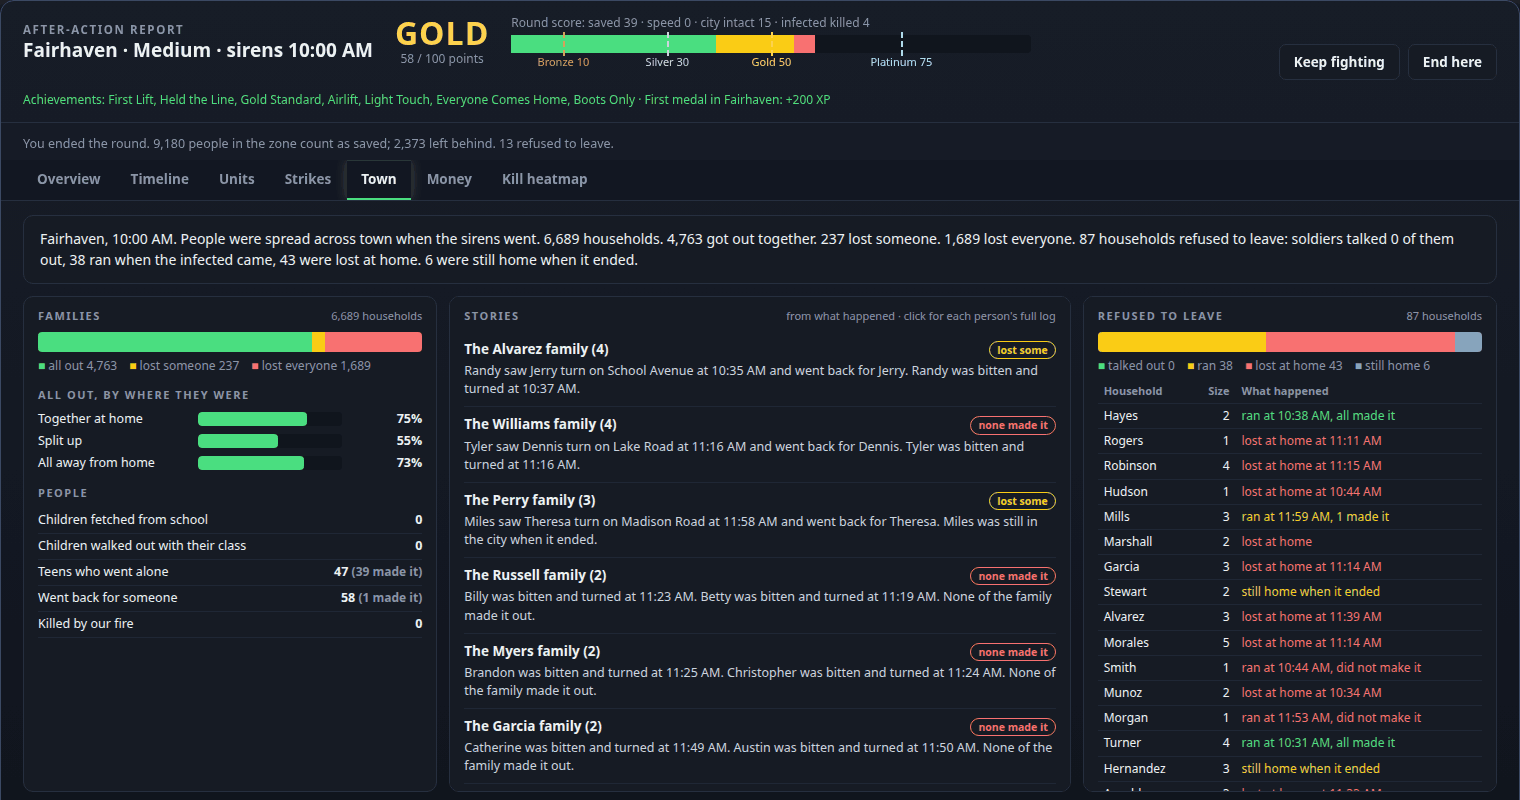 AFTER-ACTION REPORT
Fairhaven · Medium · sirens 10:00 AM
GOLD
58 / 100 points
Round score: saved 39 · speed 0 · city intact 15 · infected killed 4
Bronze 10
Silver 30
Gold 50
Platinum 75
Keep fighting
End here
Achievements: First Lift, Held the Line, Gold Standard, Airlift, Light Touch, Everyone Comes Home, Boots Only · First medal in Fairhaven: +200 XP
You ended the round. 9,180 people in the zone count as saved; 2,373 left behind. 13 refused to leave.
Overview
Timeline
Units
Strikes
Town
Money
Kill heatmap
Fairhaven, 10:00 AM. People were spread across town when the sirens went. 6,689 households. 4,763 got out together. 237 lost someone. 1,689 lost everyone. 87 households refused to leave: soldiers talked 0 of them
out, 38 ran when the infected came, 43 were lost at home. 6 were still home when it ended.
FAMILIES
6,689 households
all out 4,763
lost someone 237
lost everyone 1,689
ALL OUT, BY WHERE THEY WERE
Together at home 75%
Split up 55%
All away from home 73%
PEOPLE
Children fetched from school 0
Children walked out with their class 0
Teens who went alone 47 (39 made it)
Went back for someone 58 (1 made it)
Killed by our fire 0
STORIES
from what happened · click for each person's full log
The Alvarez family (4)
lost some
Randy saw Jerry turn on School Avenue at 10:35 AM and went back for Jerry. Randy was bitten and
turned at 10:37 AM.
The Williams family (4)
none made it
Tyler saw Dennis turn on Lake Road at 11:16 AM and went back for Dennis. Tyler was bitten and
turned at 11:16 AM.
The Perry family (3)
lost some
Miles saw Theresa turn on Madison Road at 11:58 AM and went back for Theresa. Miles was still in
the city when it ended.
The Russell family (2)
none made it
Billy was bitten and turned at 11:23 AM. Betty was bitten and turned at 11:19 AM. None of the family
made it out.
The Myers family (2)
none made it
Brandon was bitten and turned at 11:25 AM. Christopher was bitten and turned at 11:24 AM. None of
the family made it out.
The Garcia family (2)
none made it
Catherine was bitten and turned at 11:49 AM. Austin was bitten and turned at 11:50 AM. None of the
family made it out.
REFUSED TO LEAVE
87 households
talked out 0
ran 38
lost at home 43
still home 6
Household Size What happened
Hayes 2 ran at 10:38 AM, all made it
Rogers 1 lost at home at 11:11 AM
Robinson 4 lost at home at 11:15 AM
Hudson 1 lost at home at 10:44 AM
Mills 3 ran at 11:59 AM, 1 made it
Marshall 2 lost at home
Garcia 3 lost at home at 11:14 AM
Stewart 2 still home when it ended
Alvarez 3 lost at home at 11:39 AM
Morales 5 lost at home at 11:14 AM
Smith 1 ran at 10:44 AM, did not make it
Munoz 2 lost at home at 10:34 AM
Morgan 1 ran at 11:53 AM, did not make it
Turner 4 ran at 10:31 AM, all made it
Hernandez 3 still home when it ended